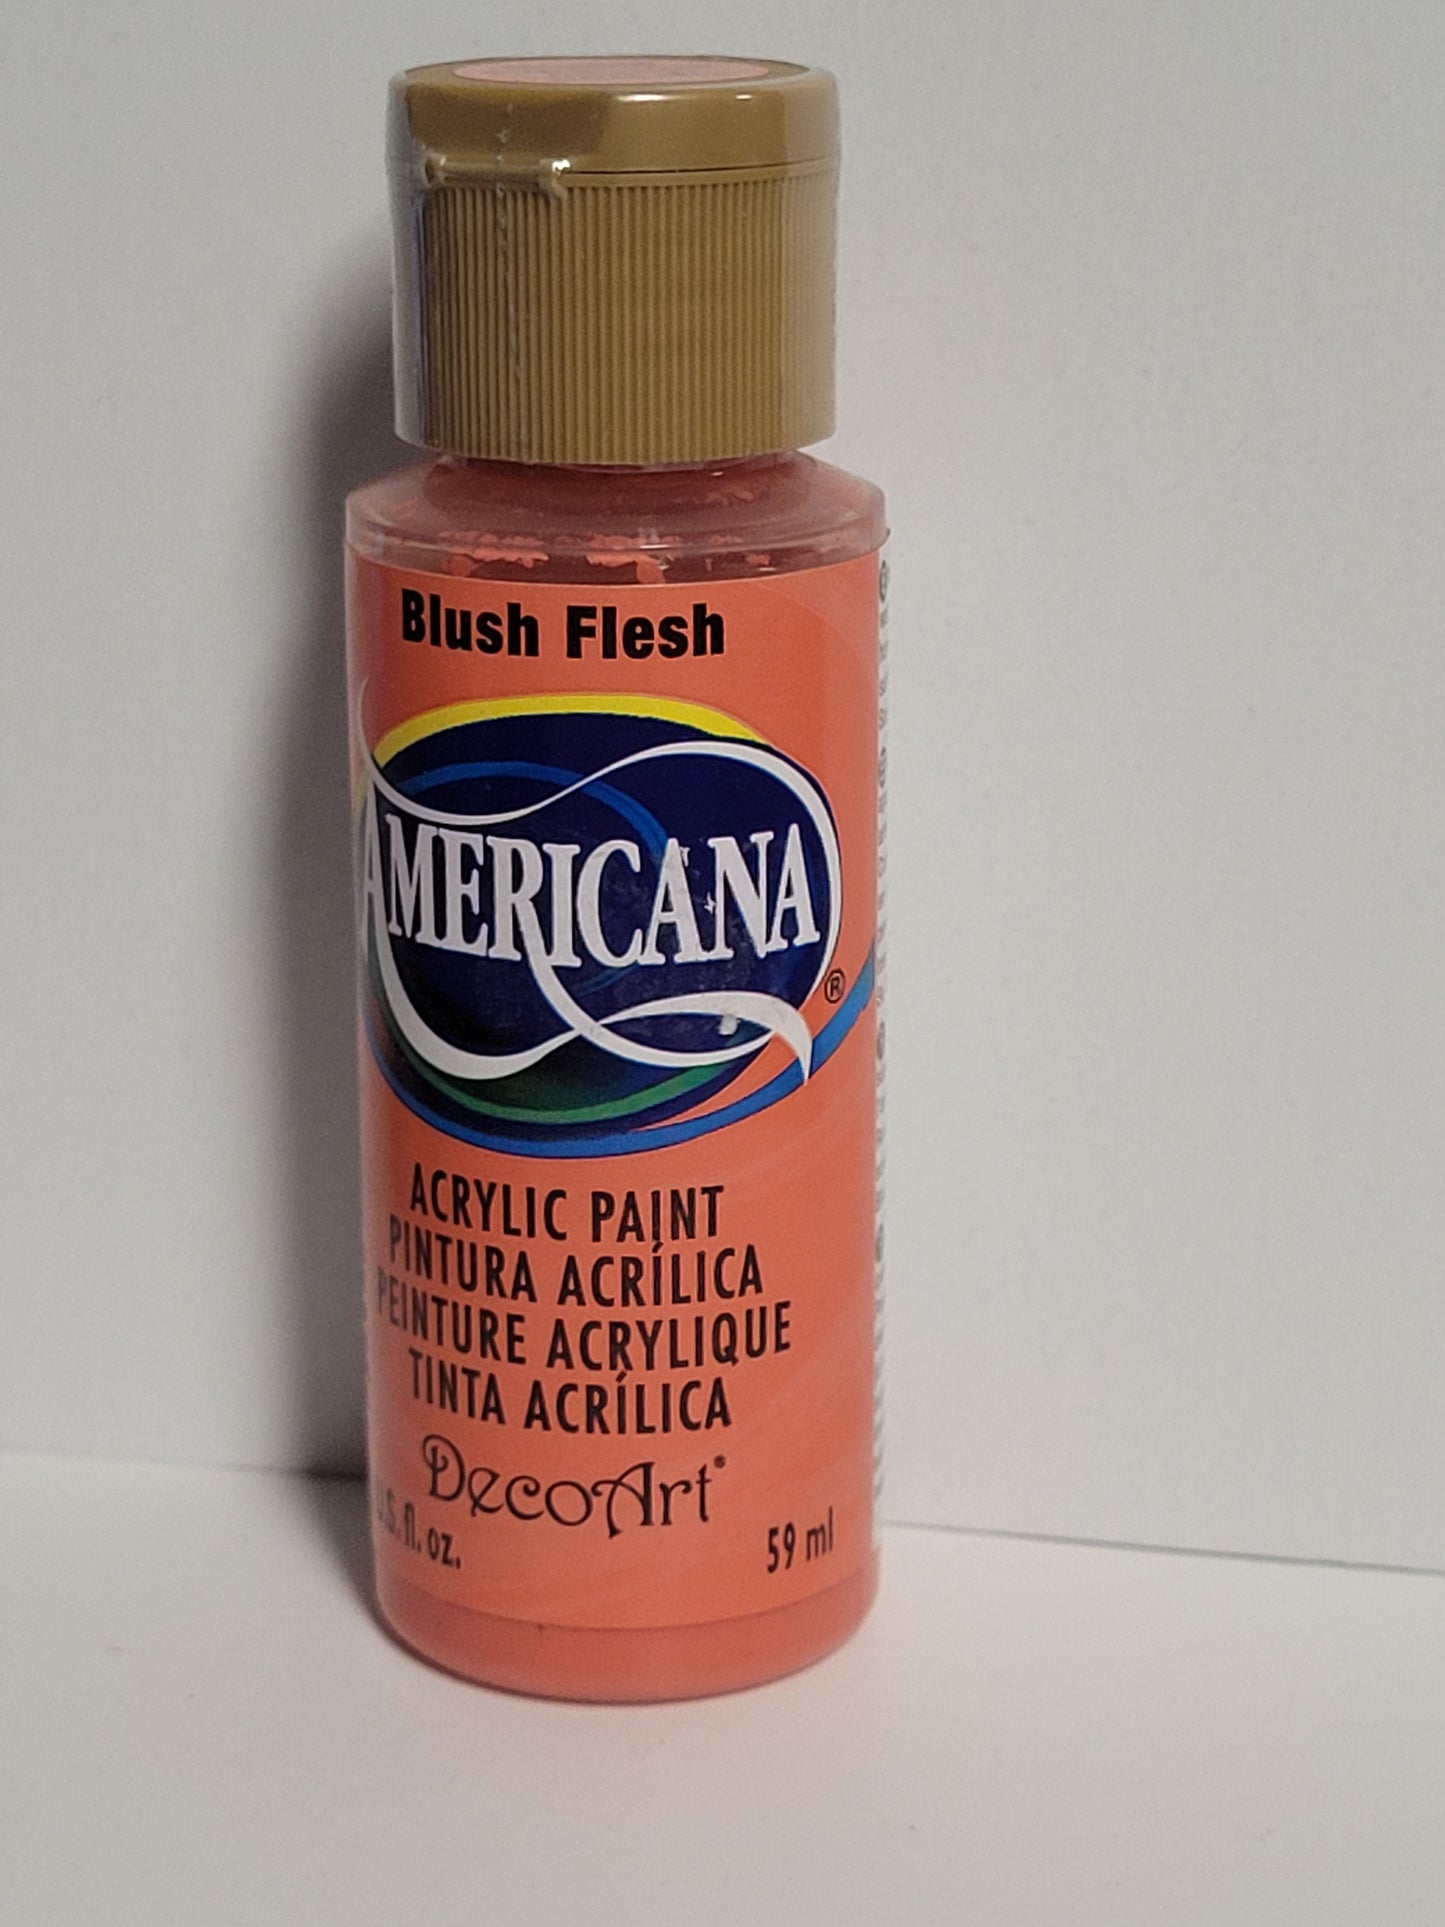 Blush Flesh
AMERICANA®
ACRYLIC PAINT
PINTURA ACRÍLICA
PEINTURE ACRYLIQUE
TINTA ACRÍLICA
DecoArt®
fl. oz.
59 ml